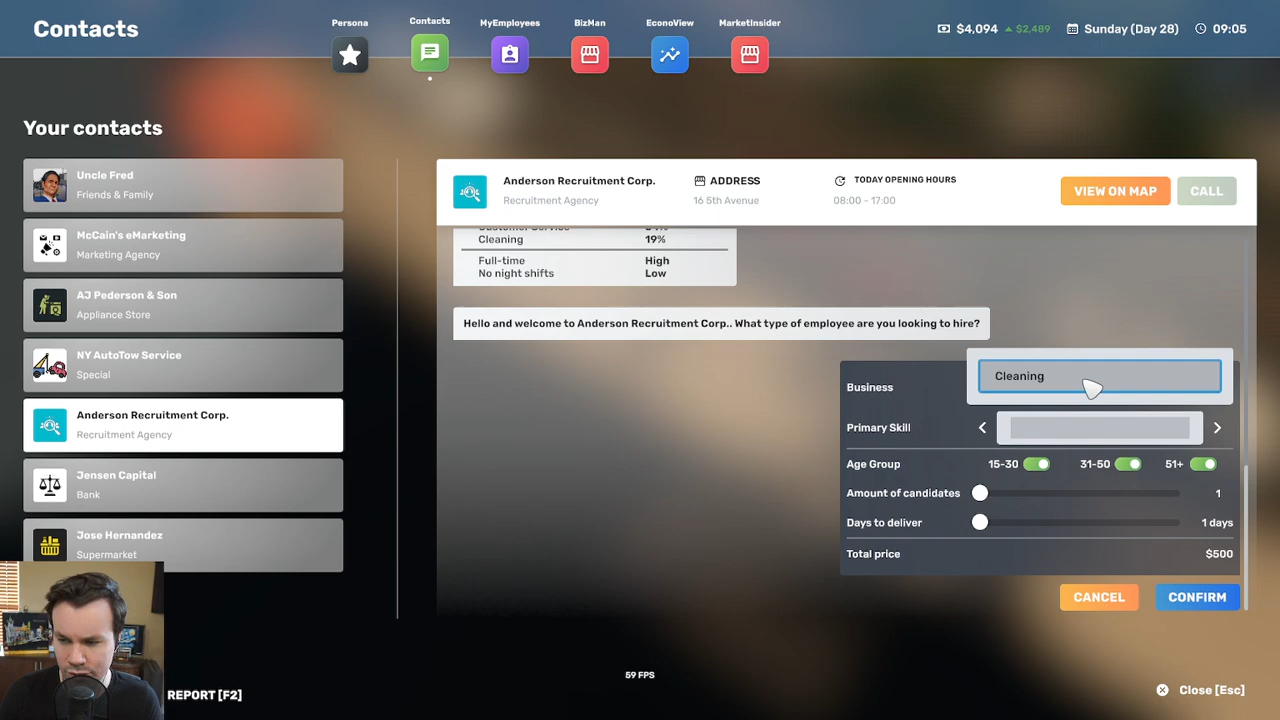 Contacts
Persona
Contacts
MyEmployees
BizMan
EconoView
MarketInsider
$4,094 ▲ $2,489
Sunday (Day 28)
09:05
Your contacts
Uncle Fred
Friends & Family
McCain's eMarketing
Marketing Agency
AJ Pederson & Son
Appliance Store
NY AutoTow Service
Special
Anderson Recruitment Corp.
Recruitment Agency
Jensen Capital
Bank
Jose Hernandez
Supermarket
Anderson Recruitment Corp.
Recruitment Agency
ADDRESS
16 5th Avenue
TODAY OPENING HOURS
08:00 - 17:00
VIEW ON MAP
CALL
Customer Service
Cleaning 19%
Full-time High
No night shifts Low
Hello and welcome to Anderson Recruitment Corp.. What type of employee are you looking to hire?
Business Cleaning
Primary Skill
Age Group 15-30 31-50 51+
Amount of candidates 1
Days to deliver 1 days
Total price $500
CANCEL
CONFIRM
59 FPS
REPORT [F2]
Close [Esc]